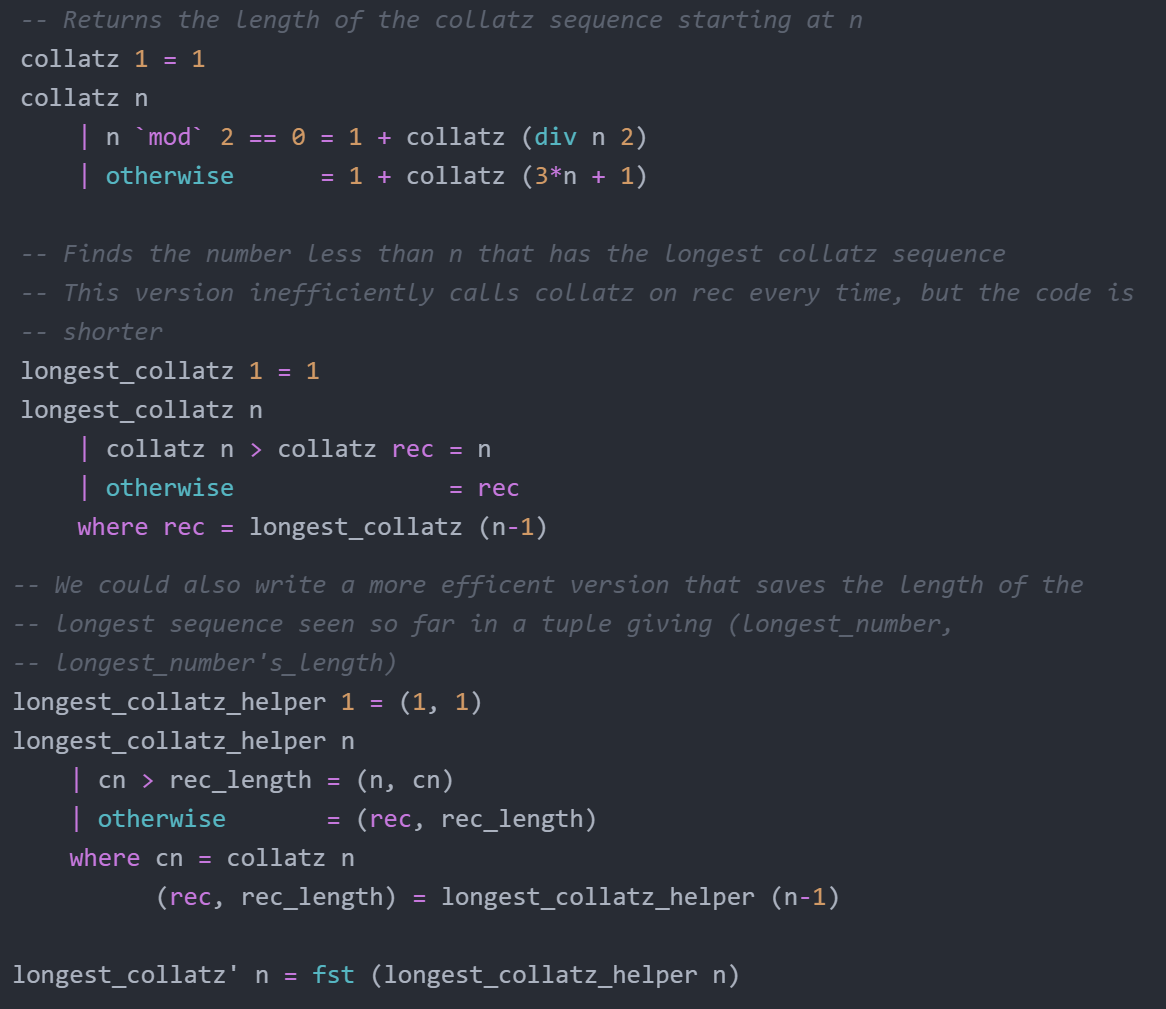 -- Returns the length of the collatz sequence starting at n
collatz 1 = 1
collatz n
    | n `mod` 2 == 0 = 1 + collatz (div n 2)
    | otherwise      = 1 + collatz (3*n + 1)

-- Finds the number less than n that has the longest collatz sequence
-- This version inefficiently calls collatz on rec every time, but the code is
-- shorter
longest_collatz 1 = 1
longest_collatz n
    | collatz n > collatz rec = n
    | otherwise               = rec
    where rec = longest_collatz (n-1)
-- We could also write a more efficent version that saves the length of the
-- longest sequence seen so far in a tuple giving (longest_number,
-- longest_number's_length)
longest_collatz_helper 1 = (1, 1)
longest_collatz_helper n
    | cn > rec_length = (n, cn)
    | otherwise       = (rec, rec_length)
    where cn = collatz n
          (rec, rec_length) = longest_collatz_helper (n-1)

longest_collatz' n = fst (longest_collatz_helper n)